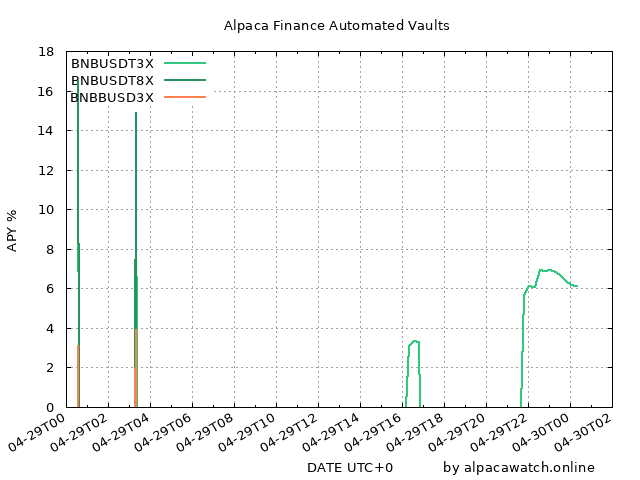 Alpaca Finance Automated Vaults
BNBUSDT3X
BNBUSDT8X
BNBBUSD3X
APY %
18
16
14
12
10
8
6
4
2
0
04-29T00
04-29T02
04-29T04
04-29T06
04-29T08
04-29T10
04-29T12
04-29T14
04-29T16
04-29T18
04-29T20
04-29T22
04-30T00
04-30T02
DATE UTC+0 by alpacawatch.online